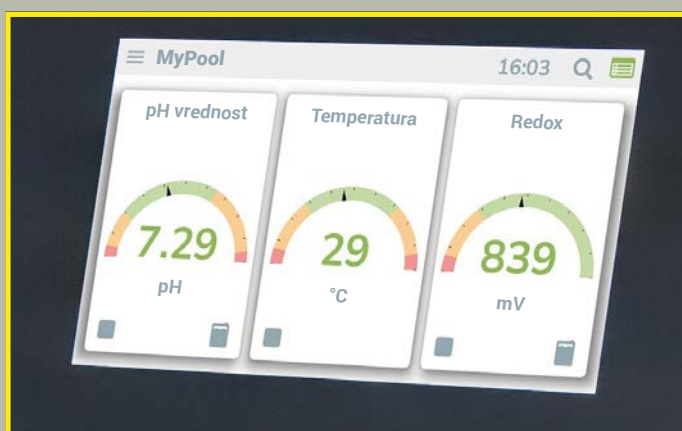 MyPool 16:03
pH vrednost
7.29
pH
Temperatura
29
°C
Redox
839
mV